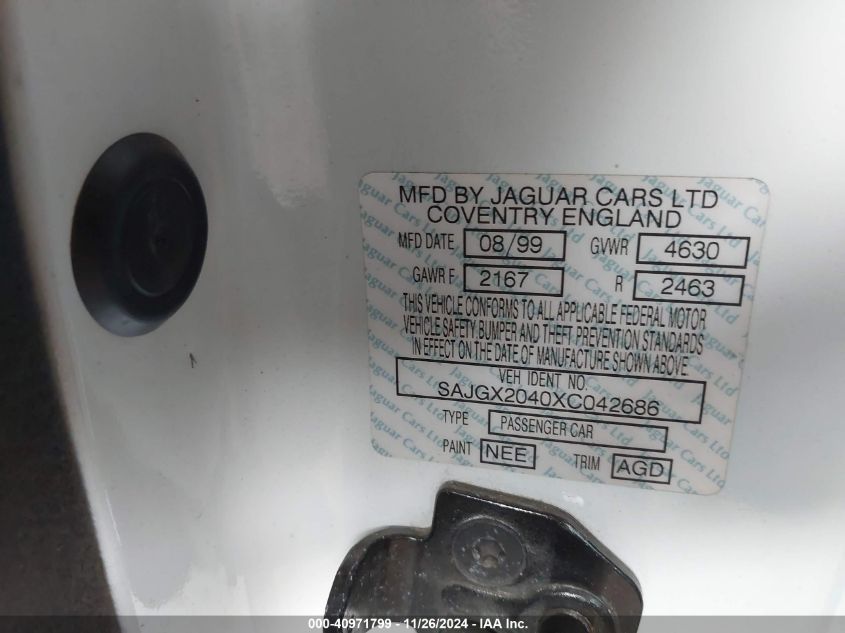 MFD BY JAGUAR CARS LTD
COVENTRY ENGLAND
MFD DATE 08/99 GVWR 4630
GAWR F 2167 R 2463
THIS VEHICLE CONFORMS TO ALL APPLICABLE FEDERAL MOTOR
VEHICLE SAFETY BUMPER AND THEFT PREVENTION STANDARDS
IN EFFECT ON THE DATE OF MANUFACTURE SHOWN ABOVE
VEH IDENT NO.
SAJGX2040XC042686
TYPE PASSENGER CAR
PAINT NEE TRIM AGD
000-40971799 - 11/26/2024 - IAA Inc.